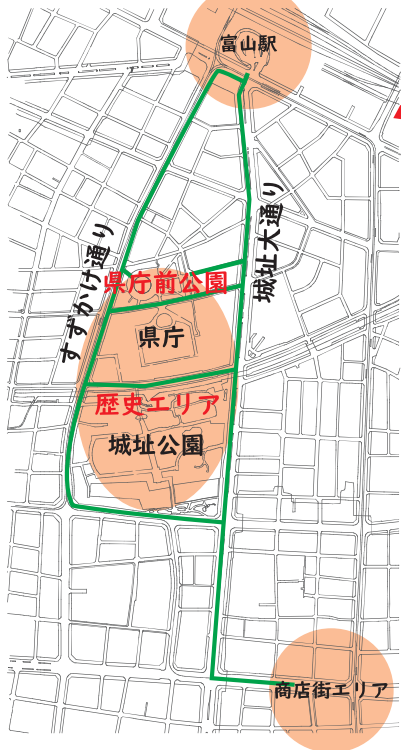 富山駅
すずかけ通り
城址大通り
県庁前公園
県庁
歴史エリア
城址公園
商店街エリア